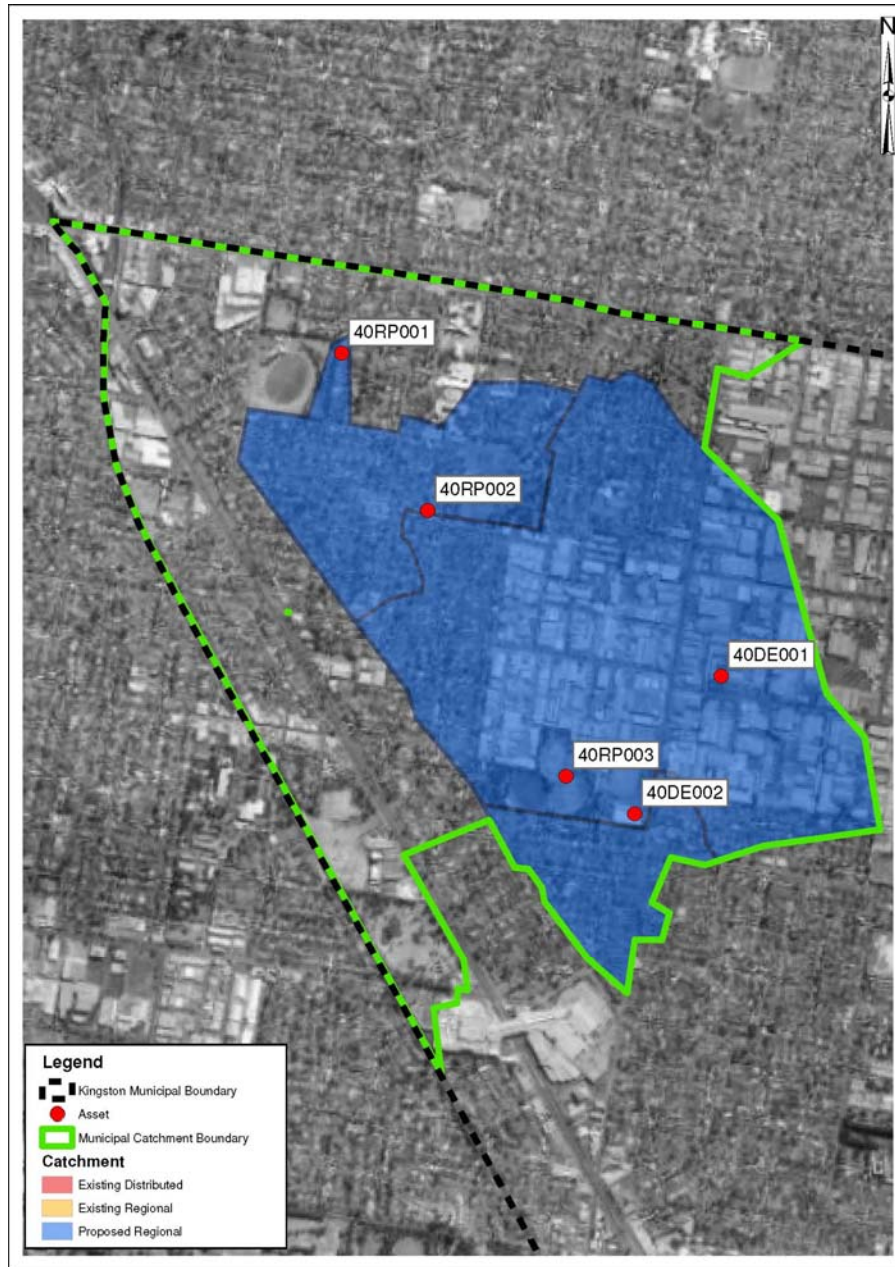 N
40RP001
40RP002
40DE001
40RP003
40DE002
Legend
Kingston Municipal Boundary
Asset
Municipal Catchment Boundary
Catchment
Existing Distributed
Existing Regional
Proposed Regional